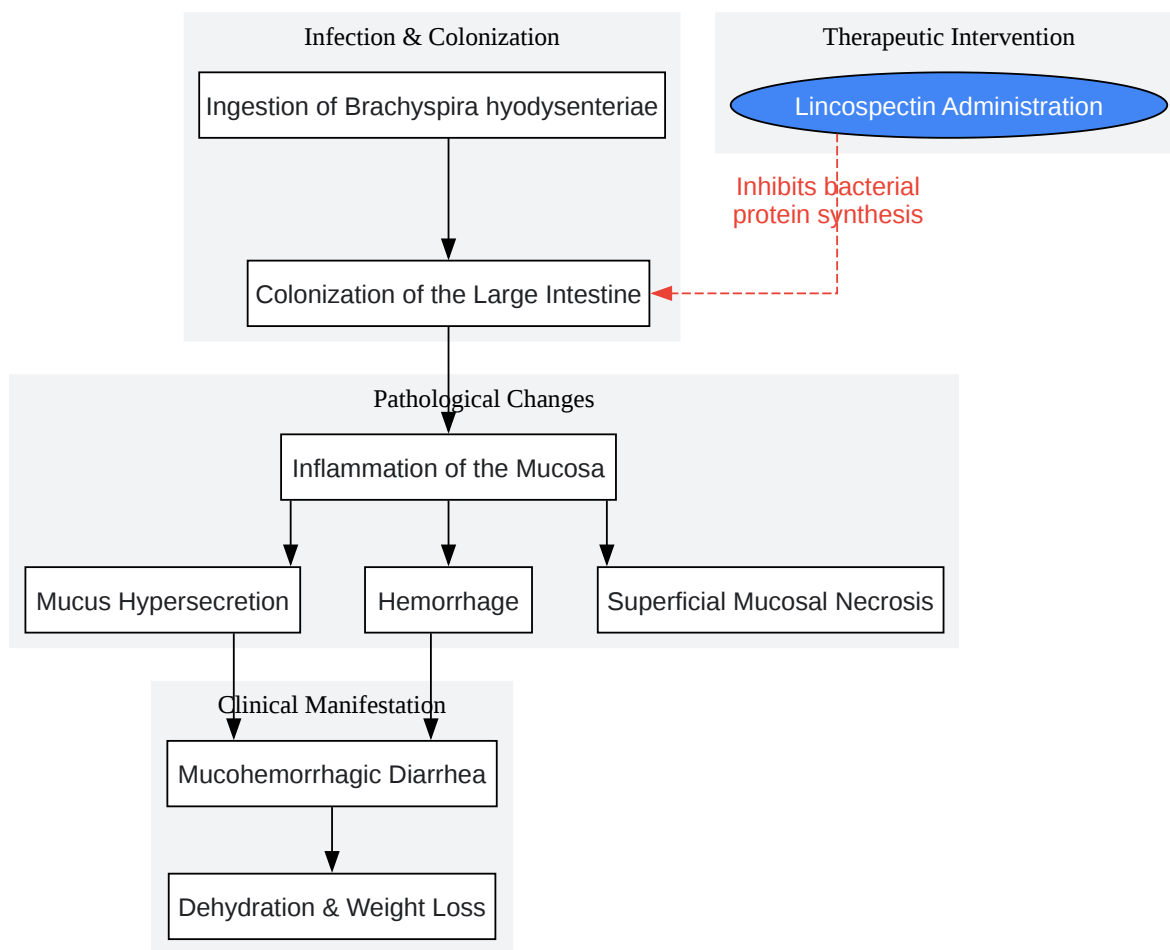 Infection & Colonization
Therapeutic Intervention
Ingestion of Brachyspira hyodysenteriae
Lincospectin Administration
Inhibits bacterial
protein synthesis
Colonization of the Large Intestine
Pathological Changes
Inflammation of the Mucosa
Mucus Hypersecretion
Hemorrhage
Superficial Mucosal Necrosis
Clinical Manifestation
Mucohemorrhagic Diarrhea
Dehydration & Weight Loss